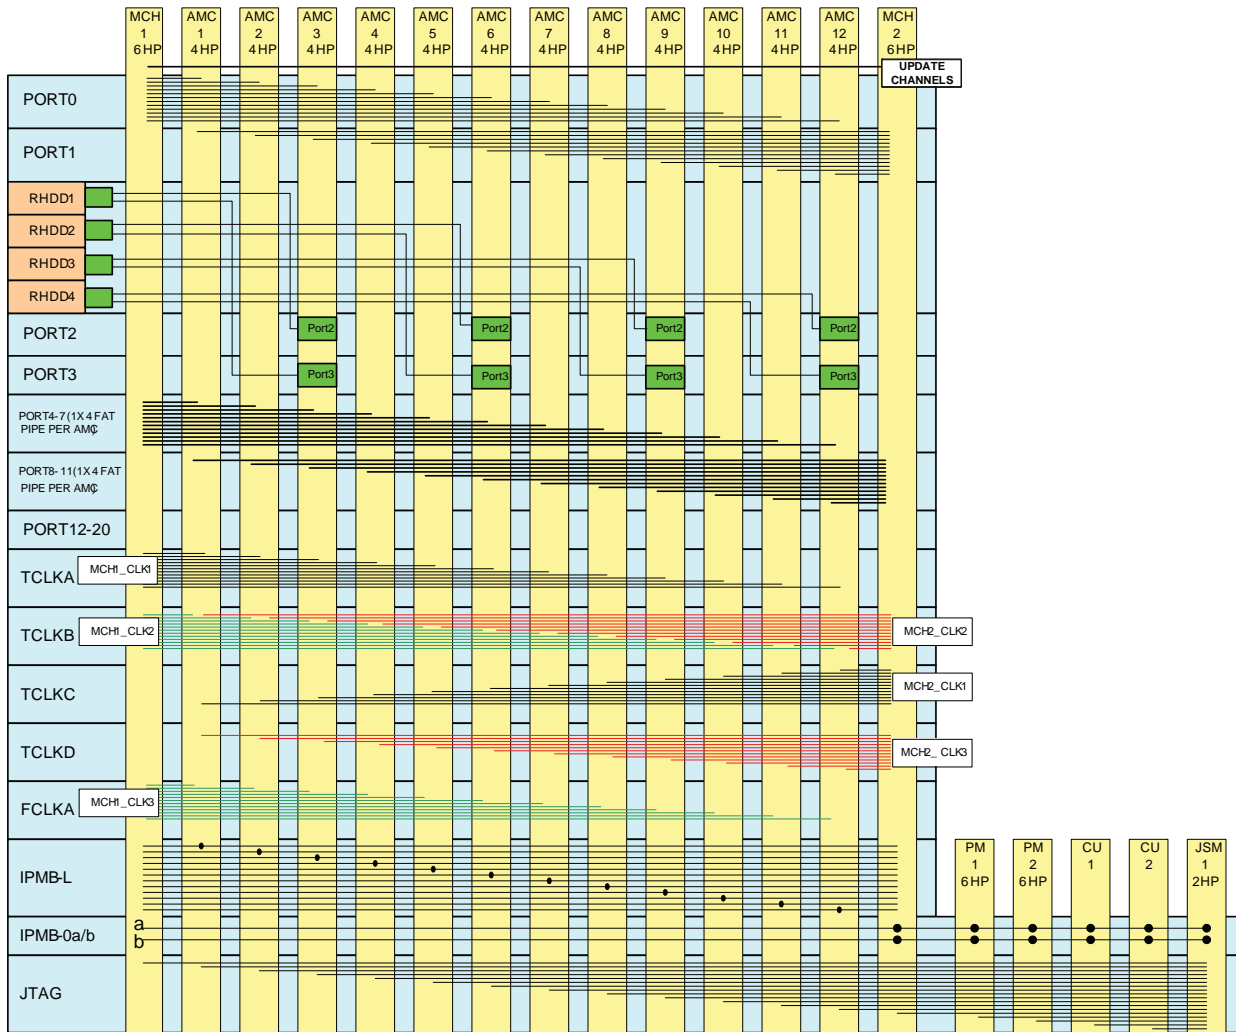 MCH AMC AMC AMC AMC AMC AMC AMC AMC AMC AMC AMC AMC MCH
1 1 2 3 4 5 6 7 8 9 10 11 12 2
6HP 4HP 4HP 4HP 4HP 4HP 4HP 4HP 4HP 4HP 4HP 4HP 4HP 6HP
UPDATE
CHANNELS
PORT0
PORT1
RHDD1
RHDD2
RHDD3
RHDD4
PORT2 Port2 Port2 Port2 Port2
PORT3 Port3 Port3 Port3 Port3
PORT4-7(1X4 FAT
PIPE PER AMC)
PORT8-11(1X4 FAT
PIPE PER AMC)
PORT12-20
TCLKA MCH1_CLK1
TCLKB MCH1_CLK2 MCH2_CLK2
TCLKC MCH2_CLK1
TCLKD MCH2_CLK3
FCLKA MCH1_CLK3
PM PM CU CU JSM
1 2 1 2 1
6HP 6HP 2HP
IPMB-L
IPMB-0a/b a
b
JTAG